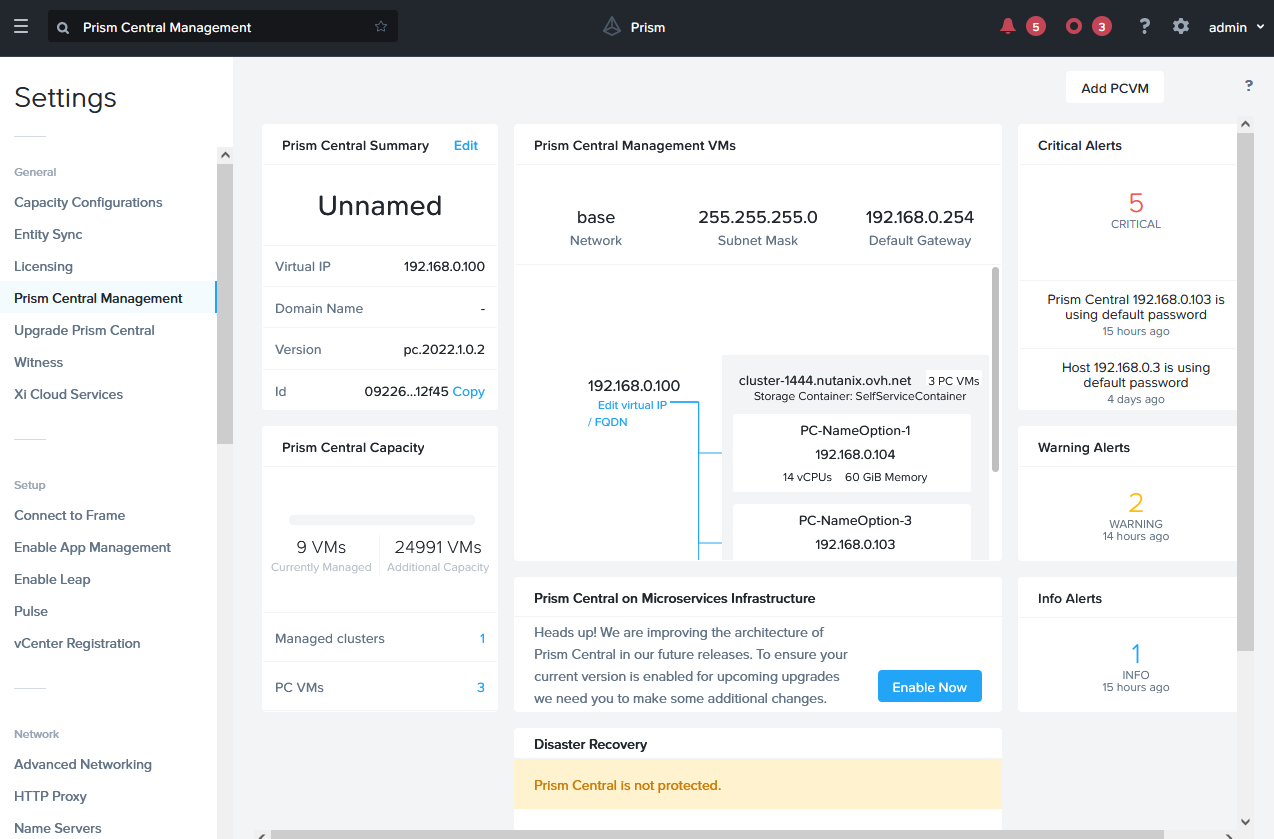 Prism Central Management
Prism
5
3
?
admin
Settings
Add PCVM
?
General
Capacity Configurations
Entity Sync
Licensing
Prism Central Management
Upgrade Prism Central
Witness
Xi Cloud Services
Setup
Connect to Frame
Enable App Management
Enable Leap
Pulse
vCenter Registration
Network
Advanced Networking
HTTP Proxy
Name Servers
Prism Central Summary Edit
Unnamed
Virtual IP 192.168.0.100
Domain Name -
Version pc.2022.1.0.2
Id 09226...12f45 Copy
Prism Central Capacity
9 VMs 24991 VMs
Currently Managed Additional Capacity
Managed clusters 1
PC VMs 3
Prism Central Management VMs
base 255.255.255.0 192.168.0.254
Network Subnet Mask Default Gateway
192.168.0.100
Edit virtual IP
/ FQDN
cluster-1444.nutanix.ovh.net 3 PC VMs
Storage Container: SelfServiceContainer
PC-NameOption-1
192.168.0.104
14 vCPUs 60 GiB Memory
PC-NameOption-3
192.168.0.103
Prism Central on Microservices Infrastructure
Heads up! We are improving the architecture of
Prism Central in our future releases. To ensure your
current version is enabled for upcoming upgrades
we need you to make some additional changes.
Enable Now
Disaster Recovery
Prism Central is not protected.
Critical Alerts
5
CRITICAL
Prism Central 192.168.0.103 is
using default password
15 hours ago
Host 192.168.0.3 is using
default password
4 days ago
Warning Alerts
2
WARNING
14 hours ago
Info Alerts
1
INFO
15 hours ago